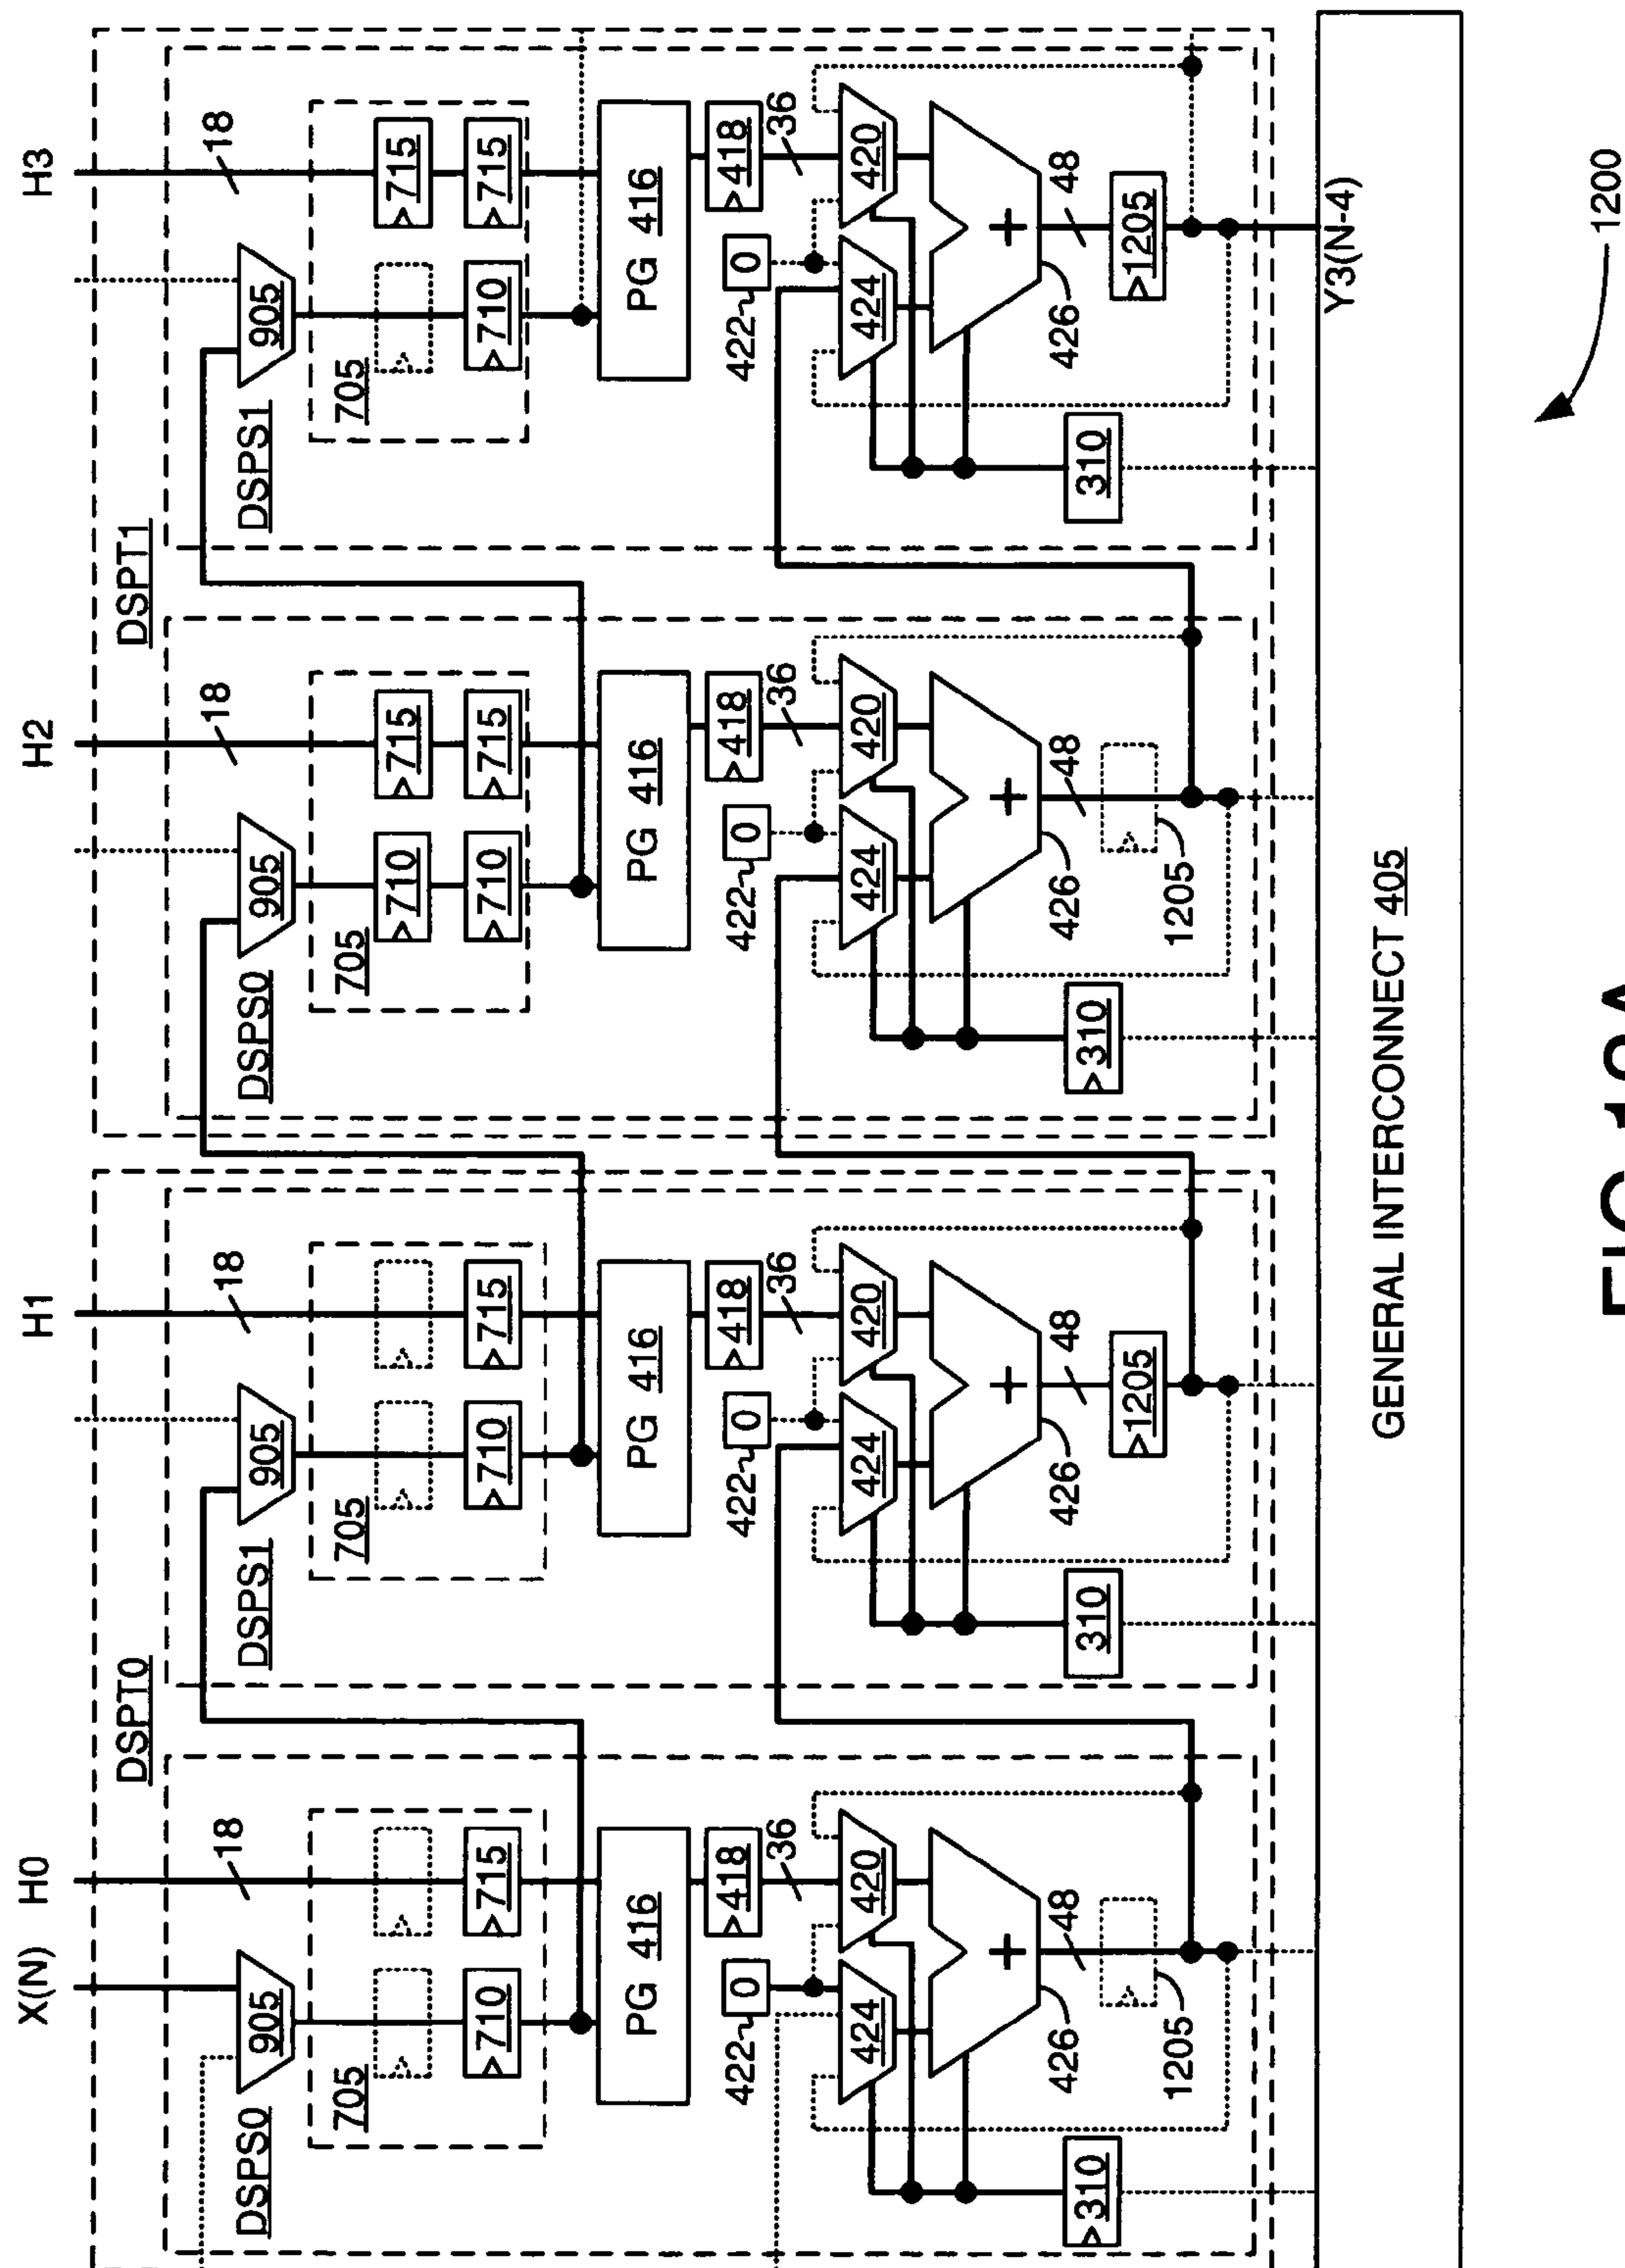 X(N) H0 H1 H2 H3
DSPT0 DSPT1
18 18 18 18
DSPS0 905 DSPS1 905 DSPS0 905 DSPS1 905
705 705 705 705
710 715 715
710 715 710 715 710 715 710 715
PG 416 PG 416 PG 416 PG 416
422 0 418 422 0 418 422 0 418 422 0 418
36 36 36 36
424 420 424 420 424 420 424 420
+ + + +
426 48 426 48 426 48 426 48
310 310 1205 310 310 1205
1205 1205
Y3(N-4)
GENERAL INTERCONNECT 405
1200